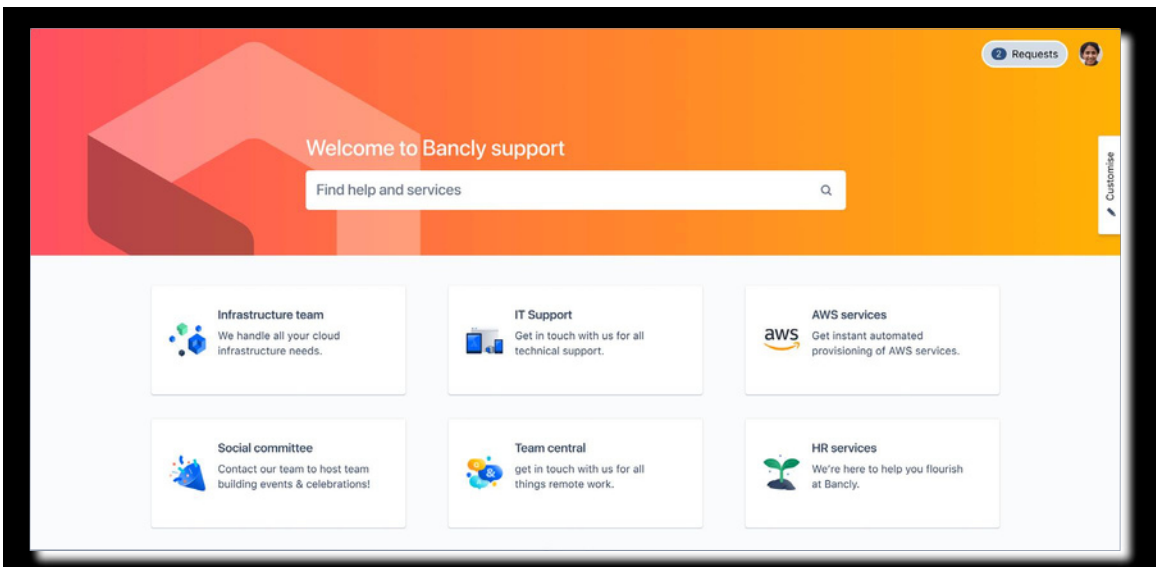 2 Requests
Welcome to Bancly support
Find help and services
Customise
Infrastructure team
We handle all your cloud
infrastructure needs.
IT Support
Get in touch with us for all
technical support.
aws
AWS services
Get instant automated
provisioning of AWS services.
Social committee
Contact our team to host team
building events & celebrations!
&
Team central
get in touch with us for all
things remote work.
HR services
We're here to help you flourish
at Bancly.